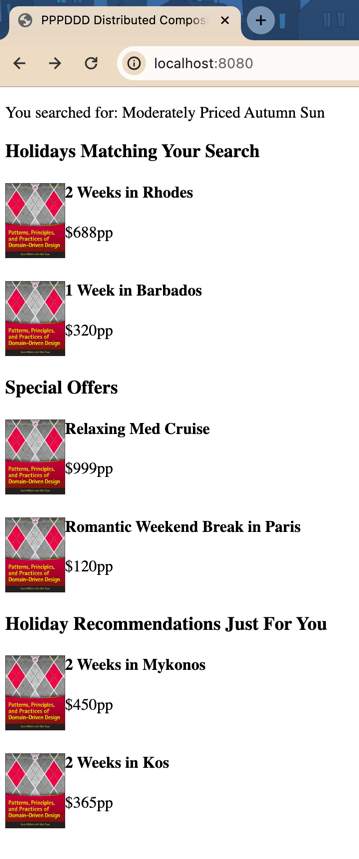 PPPDDD Distributed Compos
localhost:8080
You searched for: Moderately Priced Autumn Sun
Holidays Matching Your Search
Patterns, Principles,
and Practices of
Domain-Driven Design
2 Weeks in Rhodes
$688pp
Patterns, Principles,
and Practices of
Domain-Driven Design
1 Week in Barbados
$320pp
Special Offers
Patterns, Principles,
and Practices of
Domain-Driven Design
Relaxing Med Cruise
$999pp
Patterns, Principles,
and Practices of
Domain-Driven Design
Romantic Weekend Break in Paris
$120pp
Holiday Recommendations Just For You
Patterns, Principles,
and Practices of
Domain-Driven Design
2 Weeks in Mykonos
$450pp
Patterns, Principles,
and Practices of
Domain-Driven Design
2 Weeks in Kos
$365pp